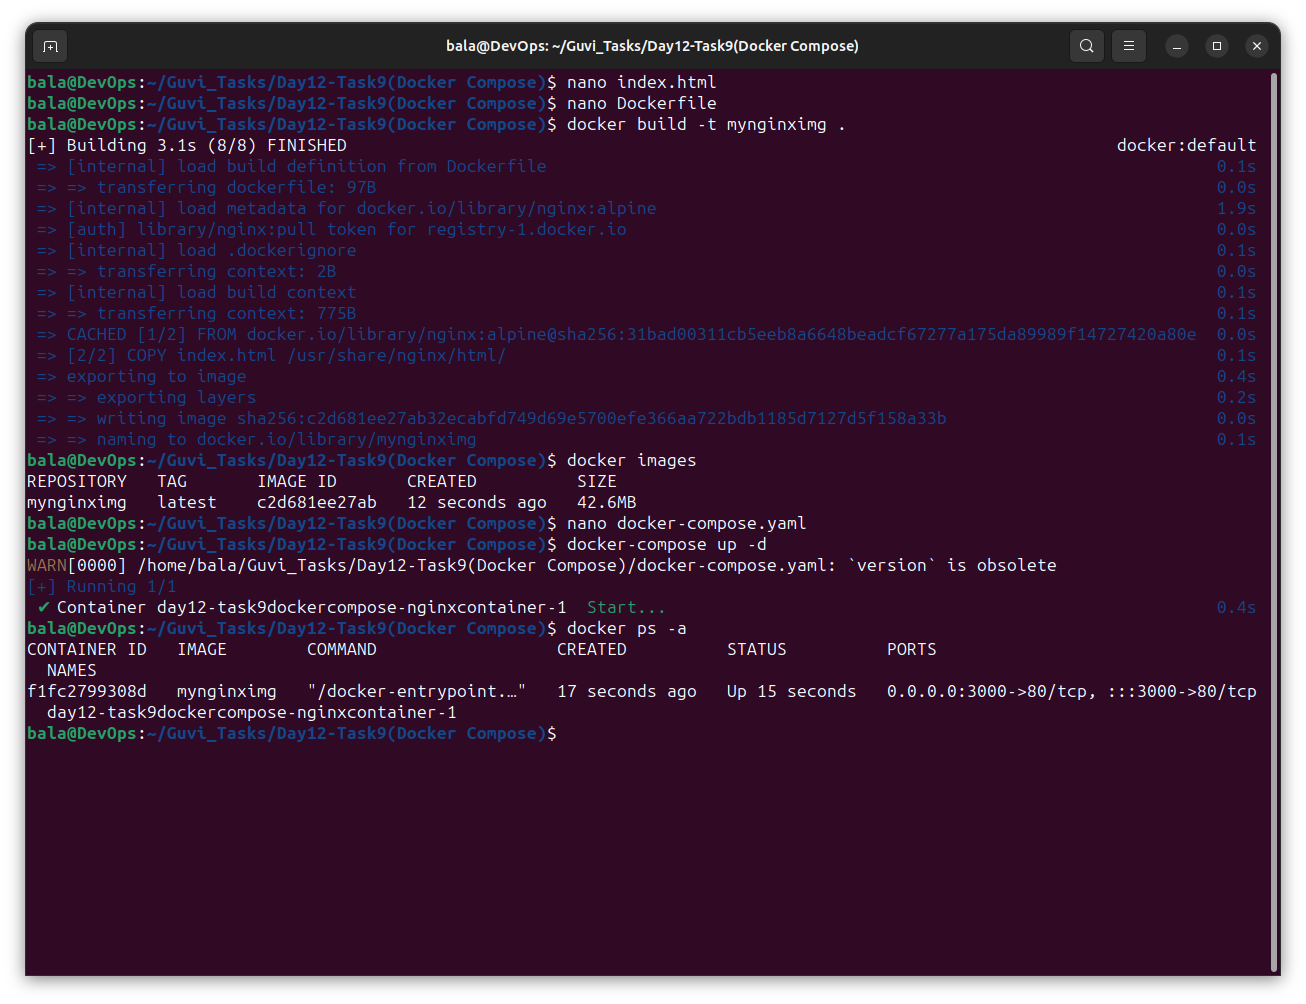 bala@DevOps: ~/Guvi_Tasks/Day12-Task9(Docker Compose)
bala@DevOps:~/Guvi_Tasks/Day12-Task9(Docker Compose)$ nano index.html
bala@DevOps:~/Guvi_Tasks/Day12-Task9(Docker Compose)$ nano Dockerfile
bala@DevOps:~/Guvi_Tasks/Day12-Task9(Docker Compose)$ docker build -t mynginximg .
[+] Building 3.1s (8/8) FINISHED docker:default
=> [internal] load build definition from Dockerfile 0.1s
=> => transferring dockerfile: 97B 0.0s
=> [internal] load metadata for docker.io/library/nginx:alpine 1.9s
=> [auth] library/nginx:pull token for registry-1.docker.io 0.0s
=> [internal] load .dockerignore 0.1s
=> => transferring context: 2B 0.0s
=> [internal] load build context 0.1s
=> => transferring context: 775B 0.1s
=> CACHED [1/2] FROM docker.io/library/nginx:alpine@sha256:31bad00311cb5eeb8a6648beadcf67277a175da89989f14727420a80e 0.0s
=> [2/2] COPY index.html /usr/share/nginx/html/ 0.1s
=> exporting to image 0.4s
=> => exporting layers 0.2s
=> => writing image sha256:c2d681ee27ab32ecabfd749d69e5700efe366aa722bdb1185d7127d5f158a33b 0.0s
=> => naming to docker.io/library/mynginximg 0.1s
bala@DevOps:~/Guvi_Tasks/Day12-Task9(Docker Compose)$ docker images
REPOSITORY TAG IMAGE ID CREATED SIZE
mynginximg latest c2d681ee27ab 12 seconds ago 42.6MB
bala@DevOps:~/Guvi_Tasks/Day12-Task9(Docker Compose)$ nano docker-compose.yaml
bala@DevOps:~/Guvi_Tasks/Day12-Task9(Docker Compose)$ docker-compose up -d
WARN[0000] /home/bala/Guvi_Tasks/Day12-Task9(Docker Compose)/docker-compose.yaml: `version` is obsolete
[+] Running 1/1
✔ Container day12-task9dockercompose-nginxcontainer-1 Start... 0.4s
bala@DevOps:~/Guvi_Tasks/Day12-Task9(Docker Compose)$ docker ps -a
CONTAINER ID IMAGE COMMAND CREATED STATUS PORTS
NAMES
f1fc2799308d mynginximg "/docker-entrypoint.…" 17 seconds ago Up 15 seconds 0.0.0.0:3000->80/tcp, :::3000->80/tcp
day12-task9dockercompose-nginxcontainer-1
bala@DevOps:~/Guvi_Tasks/Day12-Task9(Docker Compose)$